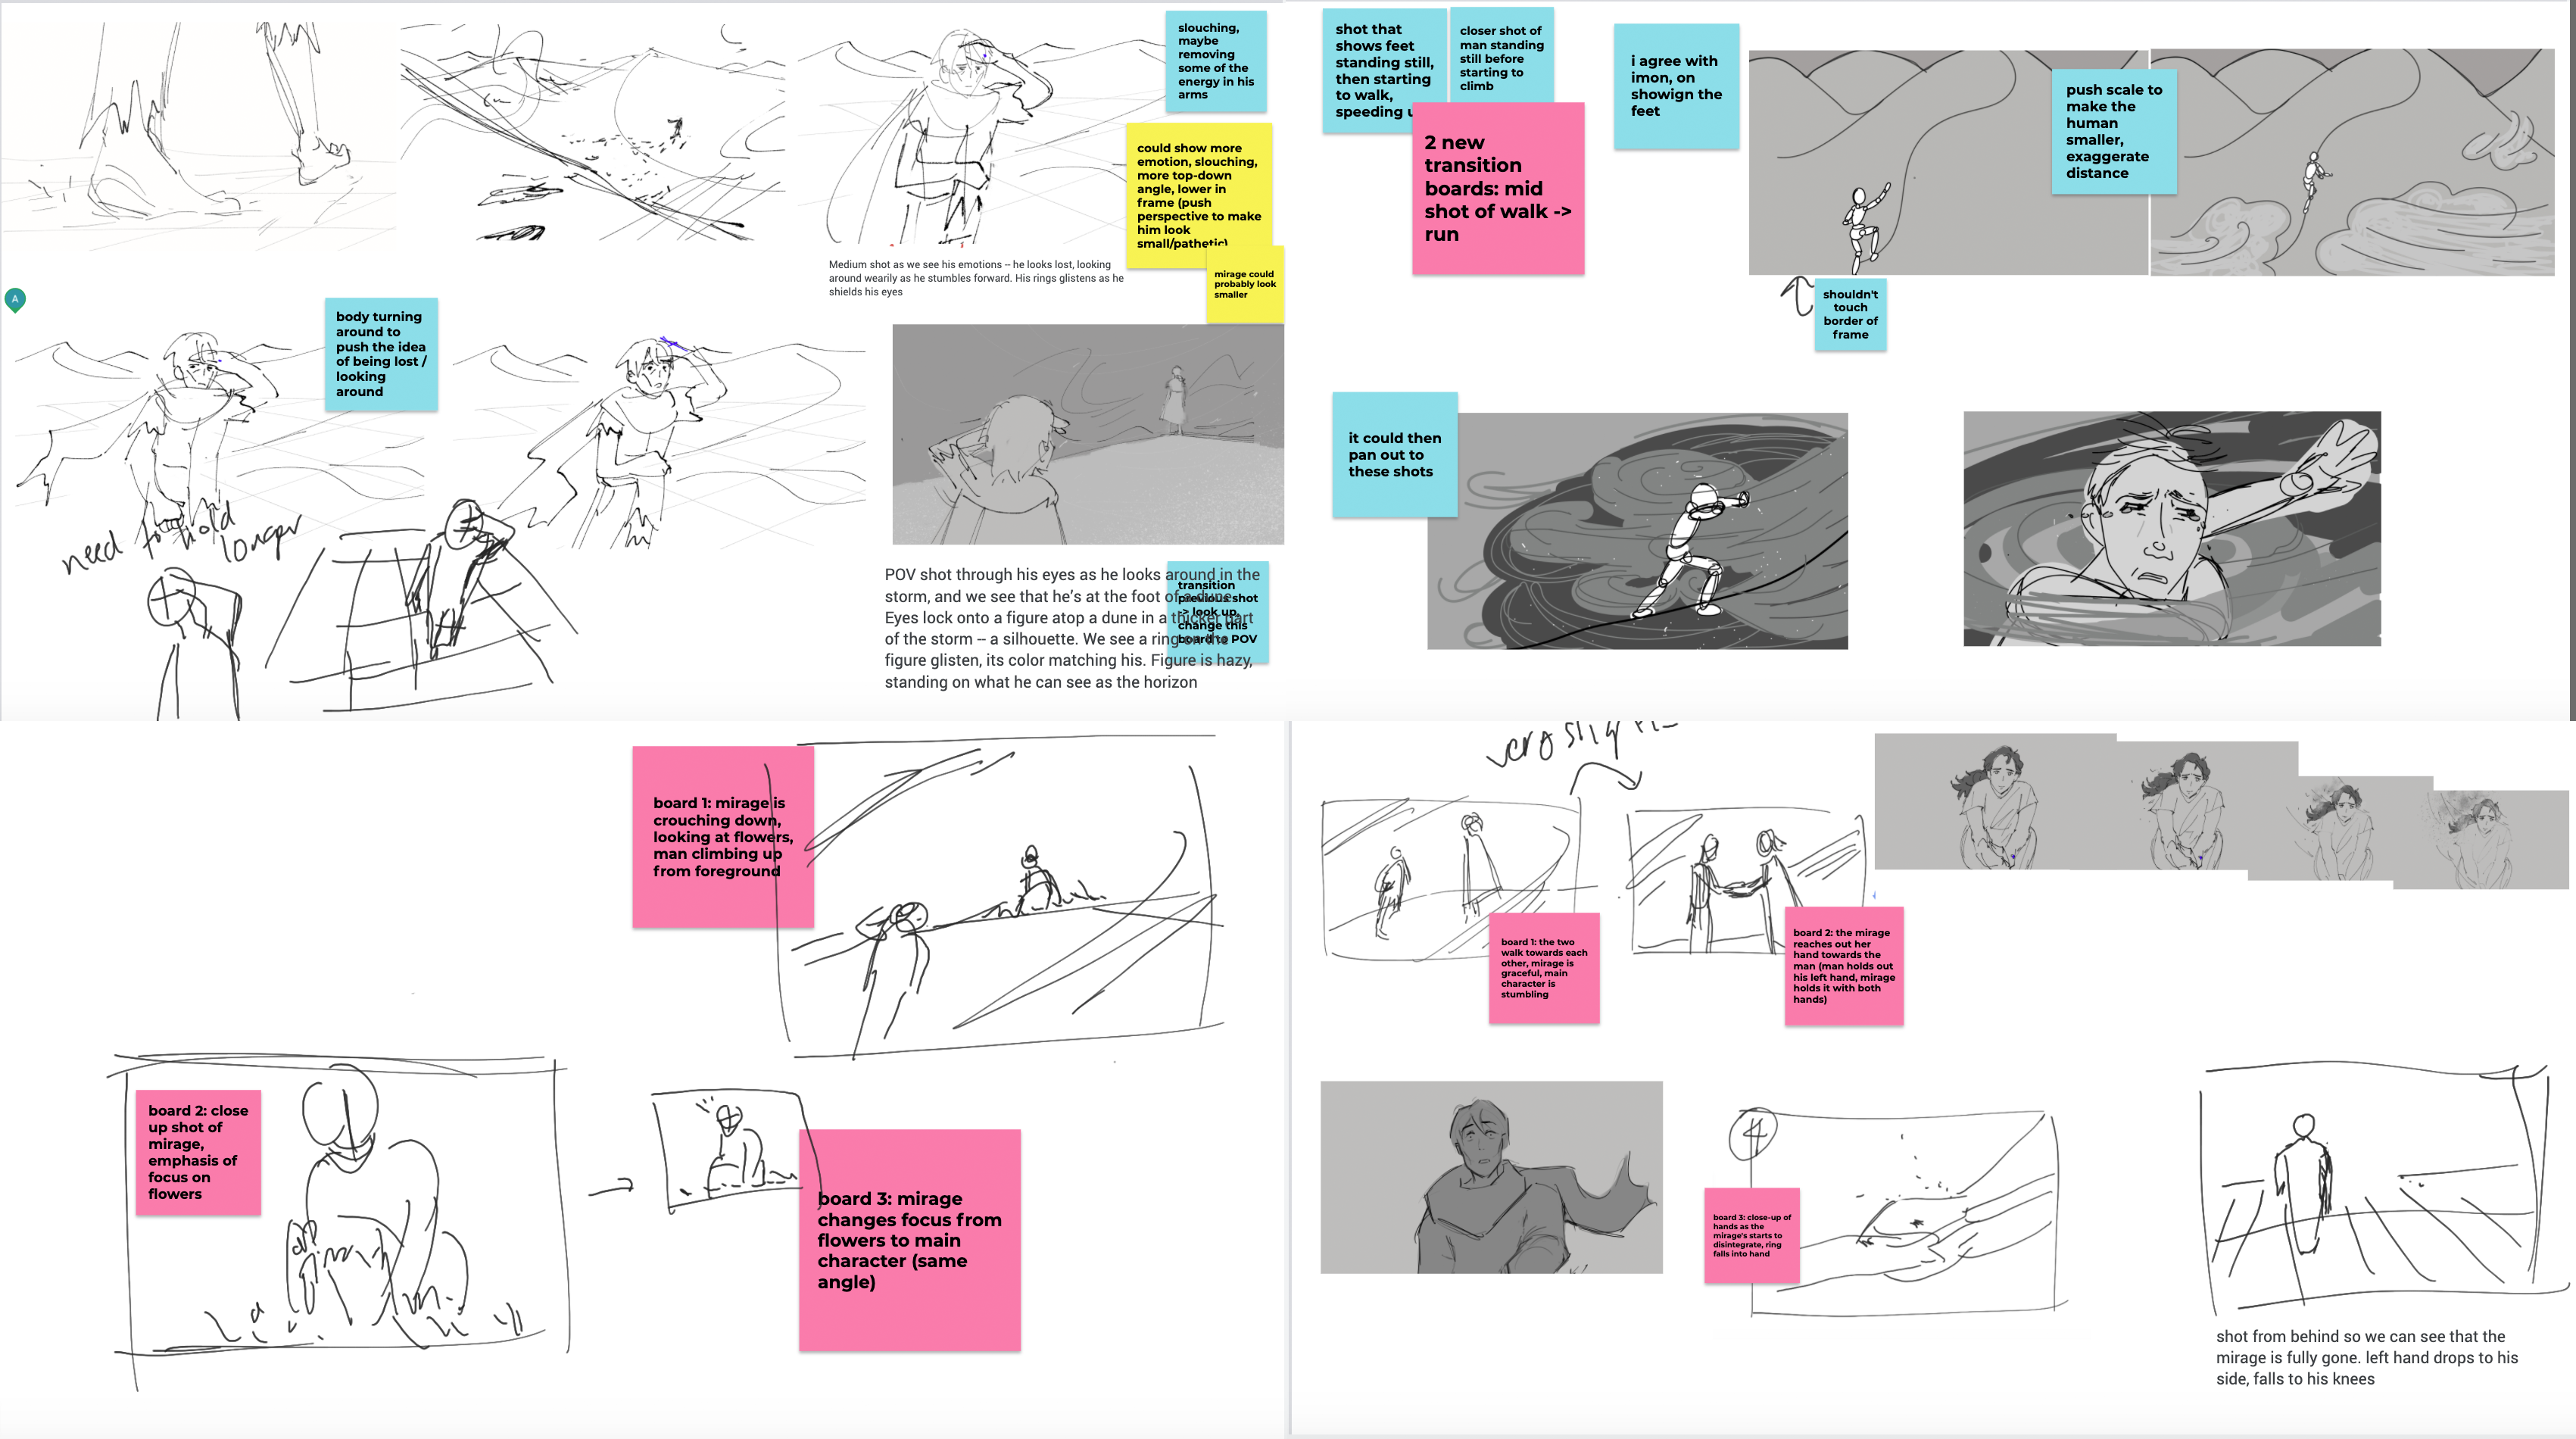 slouching,
maybe
removing
some of the
energy in his
arms
could show more
emotion, slouching,
more top-down
angle, lower in
frame (push
perspective to make
him look
small/pathetic)
mirage could
probably look
smaller
Medium shot as we see his emotions -- he looks lost, looking
around wearily as he stumbles forward. His rings glistens as he
shields his eyes
A
body turning
around to
push the idea
of being lost /
looking
around
need to hold
longer
POV shot through his eyes as he looks around in the
storm, and we see that he's at the foot of a dune.
Eyes lock onto a figure atop a dune in a thicker part
of the storm -- a silhouette. We see a ring on the
figure glisten, its color matching his. Figure is hazy,
standing on what he can see as the horizon
transition
previous shot
-> look up,
change this
board to POV
shot that
shows feet
standing still,
then starting
to walk,
speeding
closer shot of
man standing
still before
starting to
climb
2 new
transition
boards: mid
shot of walk ->
run
i agree with
imon, on
showign the
feet
push scale to
make the
human
smaller,
exaggerate
distance
shouldn't
touch
border of
frame
it could then
pan out to
these shots
board 1: mirage is
crouching down,
looking at flowers,
man climbing up
from foreground
board 2: close
up shot of
mirage,
emphasis of
focus on
flowers
board 3: mirage
changes focus from
flowers to main
character (same
angle)
very
board 1: the two
walk towards each
other, mirage is
graceful, main
character is
stumbling
board 2: the mirage
reaches out her
hand towards the
man (man holds out
his left hand, mirage
holds it with both
hands)
4
board 3: close-up of
hands as the
mirage's starts to
disintegrate, ring
falls into hand
shot from behind so we can see that the
mirage is fully gone. left hand drops to his
side, falls to his knees